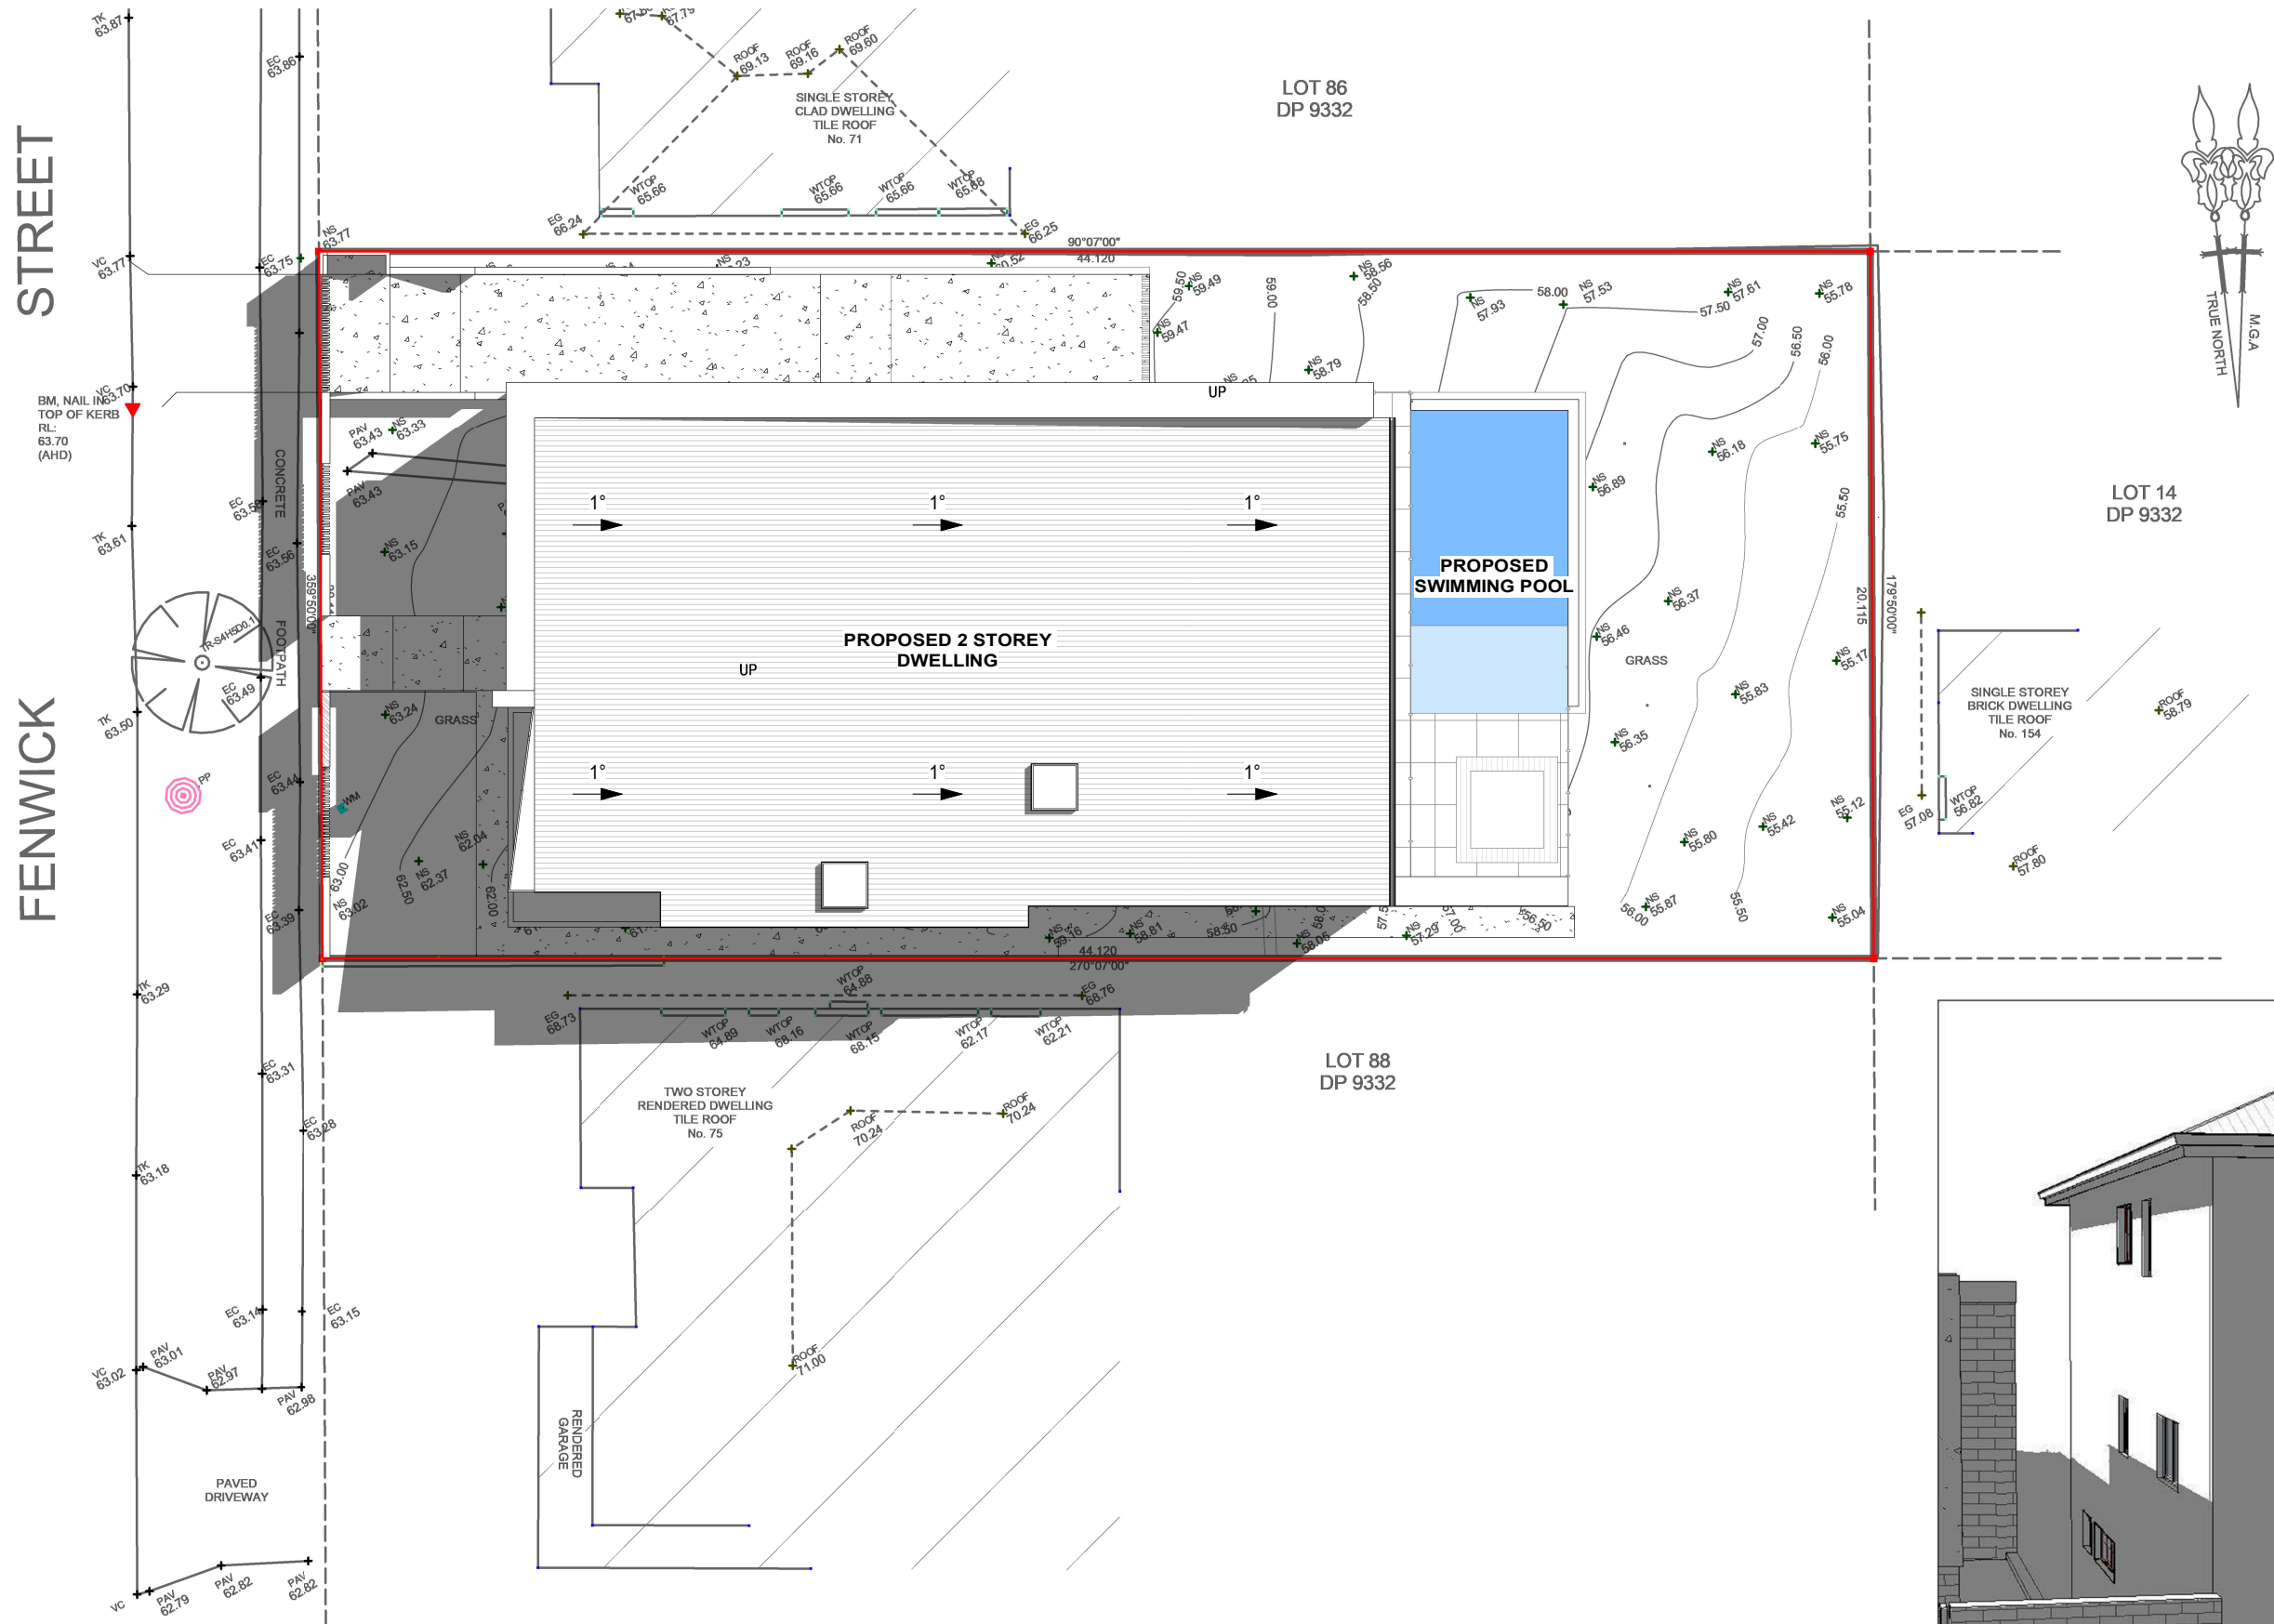 STREET
FENWICK
TK
63.87
EC
63.86
ROOF
69.13
ROOF
69.16
ROOF
69.60
SINGLE STOREY
CLAD DWELLING
TILE ROOF
No. 71
LOT 86
DP 9332
WTOP
65.66
WTOP
65.66
WTOP
65.66
WTOP
65.68
EG
66.24
EG
66.25
NS
63.77
VC
63.77
EC
63.75
90°07'00"
44.120
TRUE NORTH
M.G.A
59.50
NS
59.49
NS
59.47
59.00
NS
58.56
58.50
NS
58.79
NS
57.93
58.00
NS
57.53
57.50
NS
57.61
NS
55.78
57.00
56.50
56.00
VC
63.70
BM, NAIL IN
TOP OF KERB
RL:
63.70
(AHD)
UP
PAV
63.43
NS
63.33
PAV
63.43
CONCRETE
FOOTPATH
TK
63.61
EC
63.56
NS
63.15
359°50'00"
1°
1°
1°
PROPOSED
SWIMMING POOL
NS
56.89
NS
56.18
NS
55.75
55.50
LOT 14
DP 9332
TR-S4H5D0.1
EC
63.49
TK
63.50
PROPOSED 2 STOREY
DWELLING
UP
NS
56.37
NS
56.46
GRASS
NS
55.17
20.115
179°50'00"
NS
55.83
NS
56.35
NS
63.24
GRASS
PP
WM
EC
63.44
EC
63.41
1°
1°
1°
NS
62.04
NS
62.37
63.00
62.50
62.00
NS
63.02
EC
63.39
NS
55.80
NS
55.42
NS
55.12
NS
55.87
56.00
55.50
NS
55.04
SINGLE STOREY
BRICK DWELLING
TILE ROOF
No. 154
ROOF
58.79
EG
57.08
WTOP
56.82
ROOF
57.80
NS
59.16
NS
58.81
58.50
NS
58.05
NS
57.29
57.00
56.50
44.120
270°07'00"
TK
63.29
WTOP
64.88
EG
68.76
EG
68.73
WTOP
64.89
WTOP
68.16
WTOP
68.15
WTOP
62.17
WTOP
62.21
EC
63.31
LOT 88
DP 9332
TWO STOREY
RENDERED DWELLING
TILE ROOF
No. 75
ROOF
70.24
ROOF
70.24
EC
63.28
TK
63.18
EC
63.14
EC
63.15
VC
63.02
PAV
63.01
PAV
62.97
PAV
62.98
ROOF
71.00
RENDERED
GARAGE
PAVED
DRIVEWAY
VC
PAV
62.79
PAV
62.82
PAV
62.82